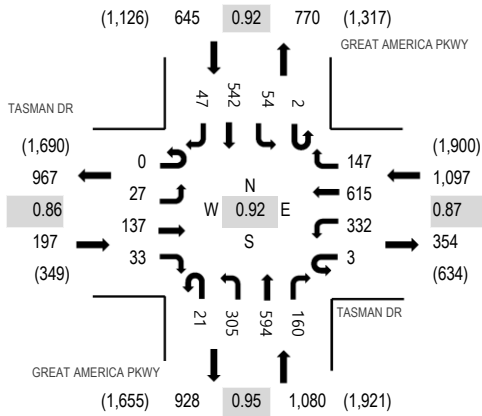 (1,126) 645 0.92 770 (1,317)
GREAT AMERICA PKWY
47 542 54 2
TASMAN DR
(1,690)
967
0.86
197
(349)
0
27
137
33
N
W 0.92 E
S
147
615
332
3
(1,900)
1,097
0.87
354
(634)
21 305 594 160
TASMAN DR
GREAT AMERICA PKWY
(1,655) 928 0.95 1,080 (1,921)